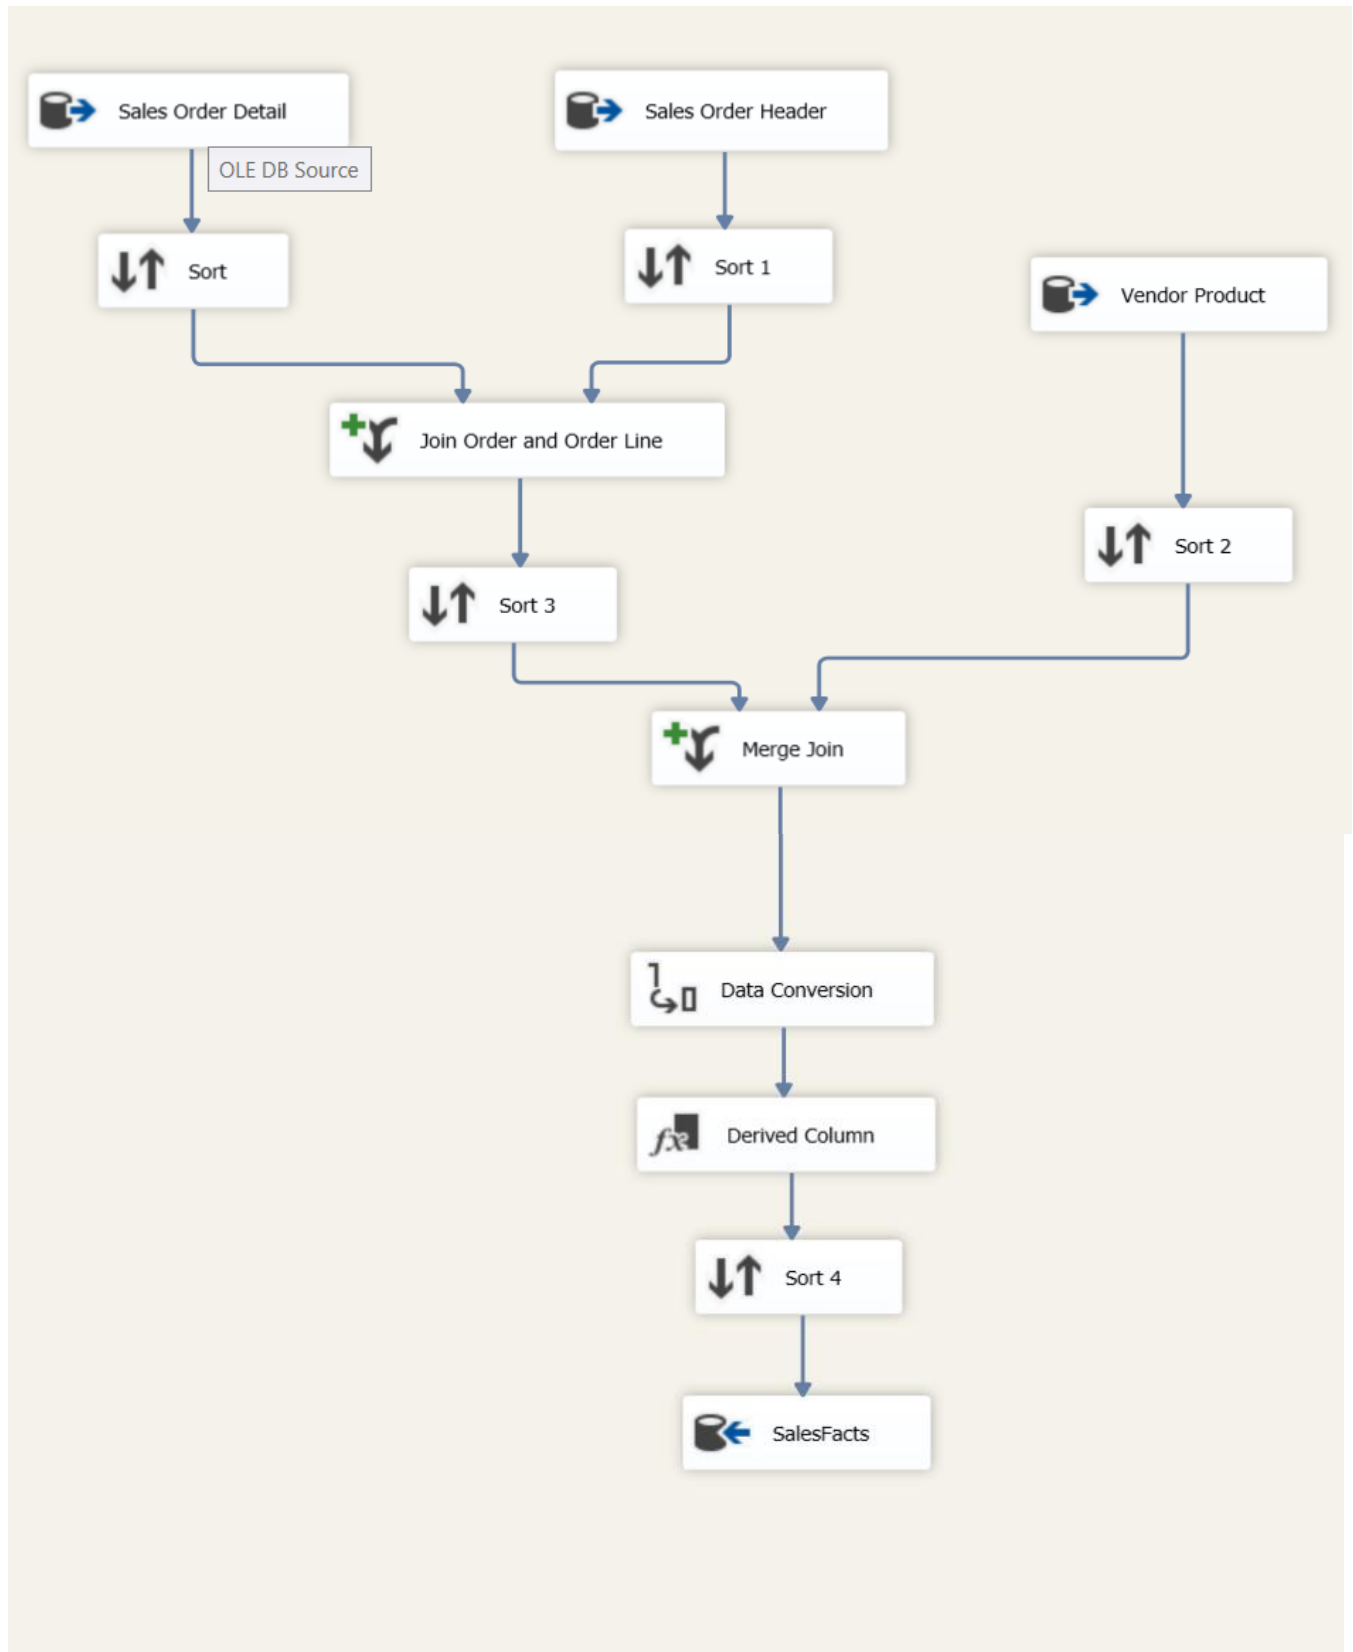 Sales Order Detail
Sales Order Header
OLE DB Source
Sort
Sort 1
Vendor Product
Join Order and Order Line
Sort 2
Sort 3
Merge Join
Data Conversion
Derived Column
Sort 4
SalesFacts